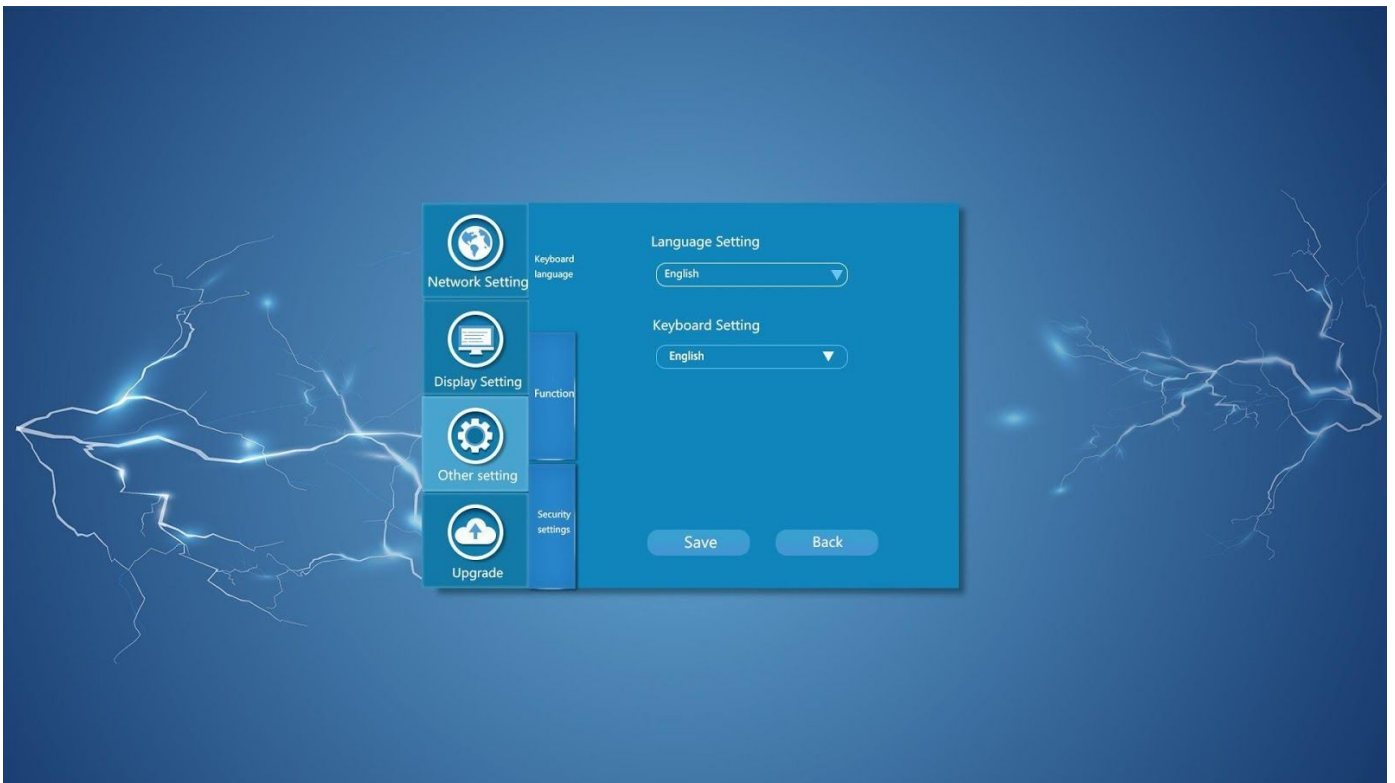 Network Setting
Display Setting
Other setting
Upgrade
Keyboard
language
Function
Security
settings
Language Setting
English
Keyboard Setting
English
Save Back